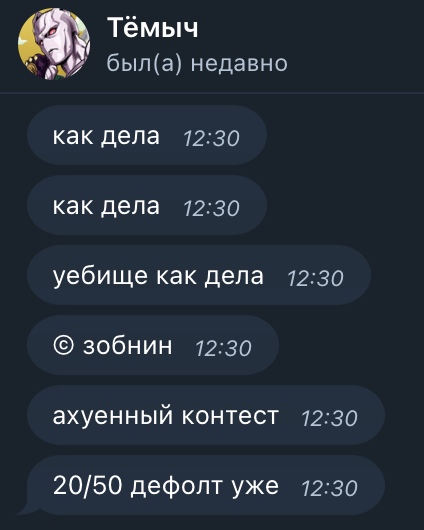 Тёмыч
был(а) недавно
как дела 12:30
как дела 12:30
уебище как дела 12:30
© зобнин 12:30
ахуенный контест 12:30
20/50 дефолт уже 12:30